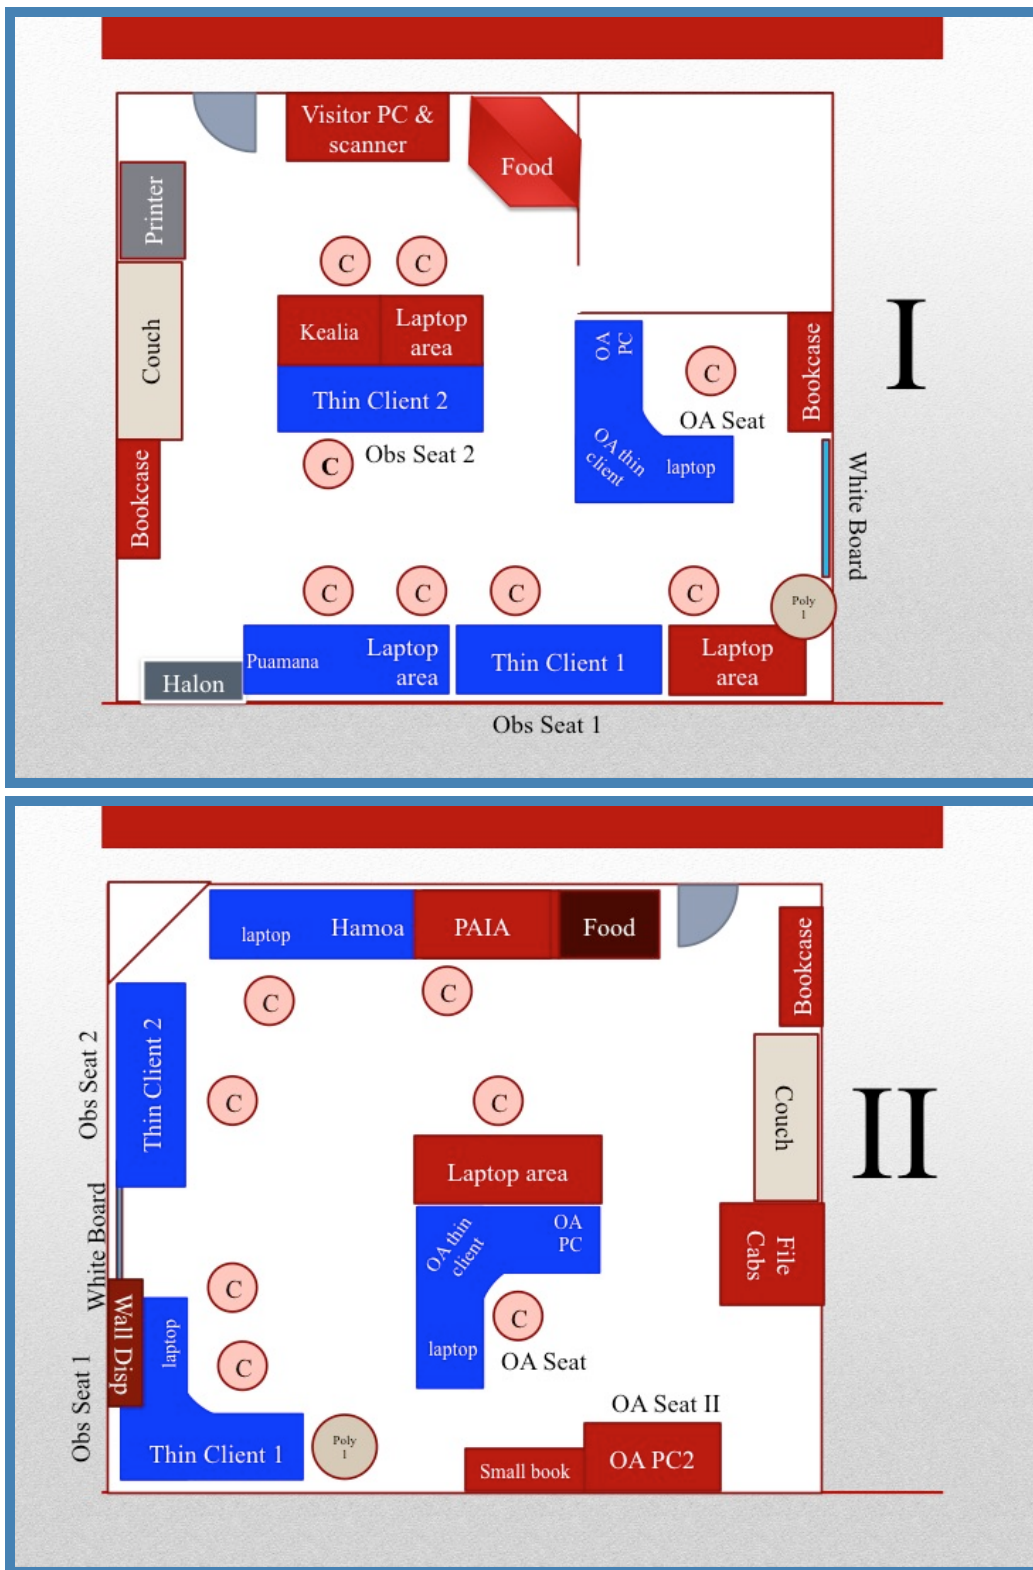 Visitor PC &
scanner
Food
Printer
C
C
Couch
Kealia
Laptop
area
Thin Client 2
OA
PC
C
OA Seat
Bookcase
I
C
Obs Seat 2
OA thin
client
laptop
Bookcase
White Board
C
C
C
C
Poly
1
Puamana
Laptop
area
Thin Client 1
Laptop
area
Halon
Obs Seat 1
laptop
Hamoa
PAIA
Food
Bookcase
C
C
Obs Seat 2
Thin Client 2
C
C
Couch
II
Laptop area
White Board
OA thin
client
OA
PC
File
Cabs
C
Wall Disp
laptop
C
C
laptop
OA Seat
Obs Seat 1
OA Seat II
Thin Client 1
Poly
1
Small book
OA PC2